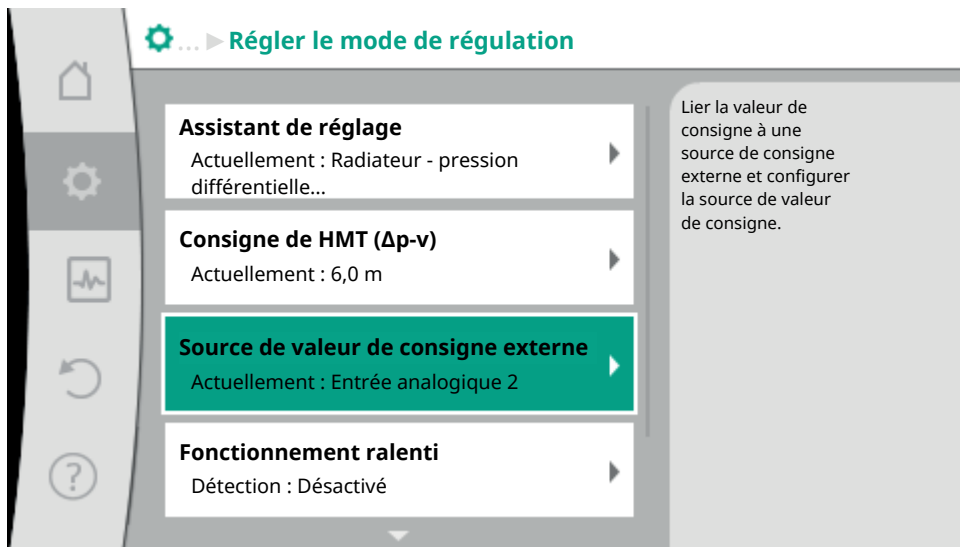 ... Régler le mode de régulation
Assistant de réglage
Actuellement : Radiateur - pression
différentielle...
Consigne de HMT (Δp-v)
Actuellement : 6,0 m
Source de valeur de consigne externe
Actuellement : Entrée analogique 2
Fonctionnement ralenti
Détection : Désactivé
Lier la valeur de
consigne à une
source de consigne
externe et configurer
la source de valeur
de consigne.
?